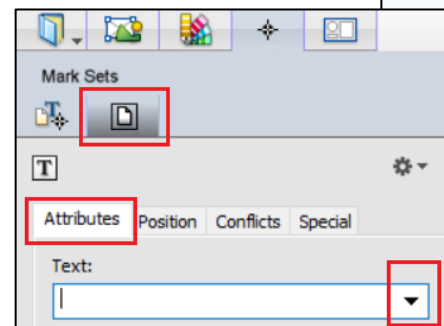 Mark Sets
T
T
Attributes Position Conflicts Special
Text: